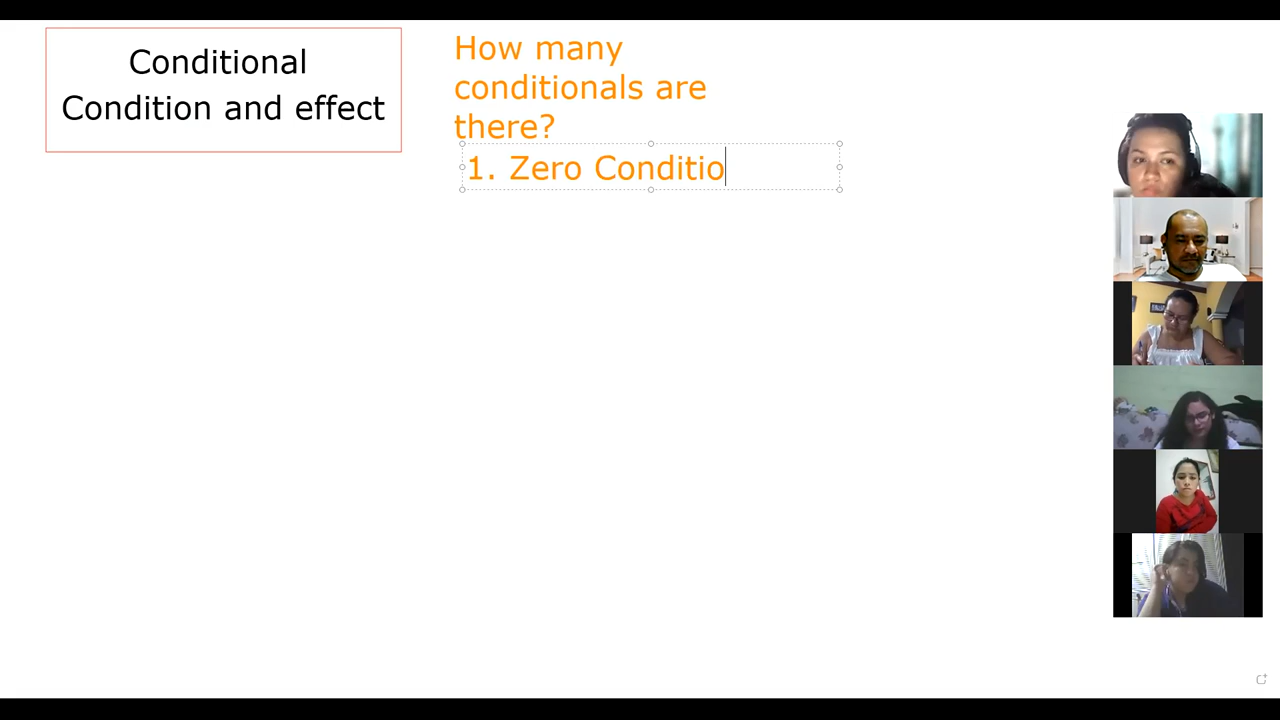 Conditional
Condition and effect
How many
conditionals are
there?
1. Zero Conditio